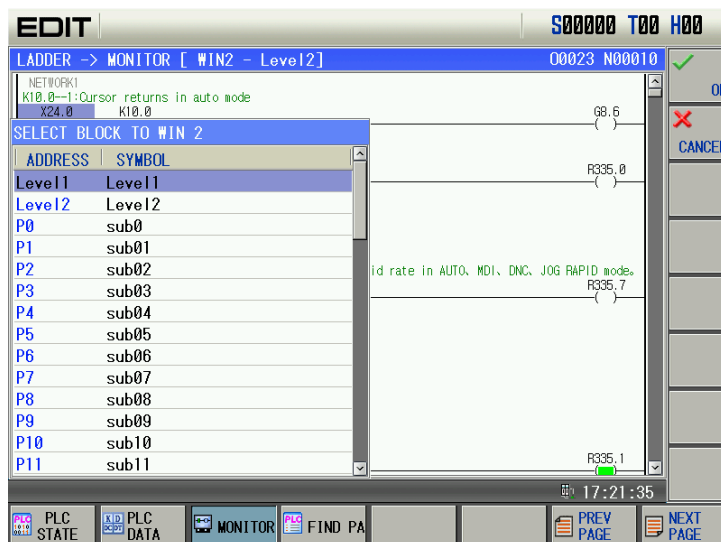 EDIT S00000 T00 H00
LADDER -> MONITOR [ WIN2 - Level2] O0023 N00010
NETWORK1
K10.0--1:Cursor returns in auto mode
X24.0 K10.0 G8.6
SELECT BLOCK TO WIN 2
ADDRESS SYMBOL
Level1 Level1
Level2 Level2
P0 sub0
P1 sub01
P2 sub02
P3 sub03
P4 sub04
P5 sub05
P6 sub06
P7 sub07
P8 sub08
P9 sub09
P10 sub10
P11 sub11
R335.0
id rate in AUTO、MDI、DNC、JOG RAPID mode。
R335.7
R335.1
CANCEL
17:21:35
PLC STATE
PLC DATA
MONITOR
FIND PA
PREV PAGE
NEXT PAGE